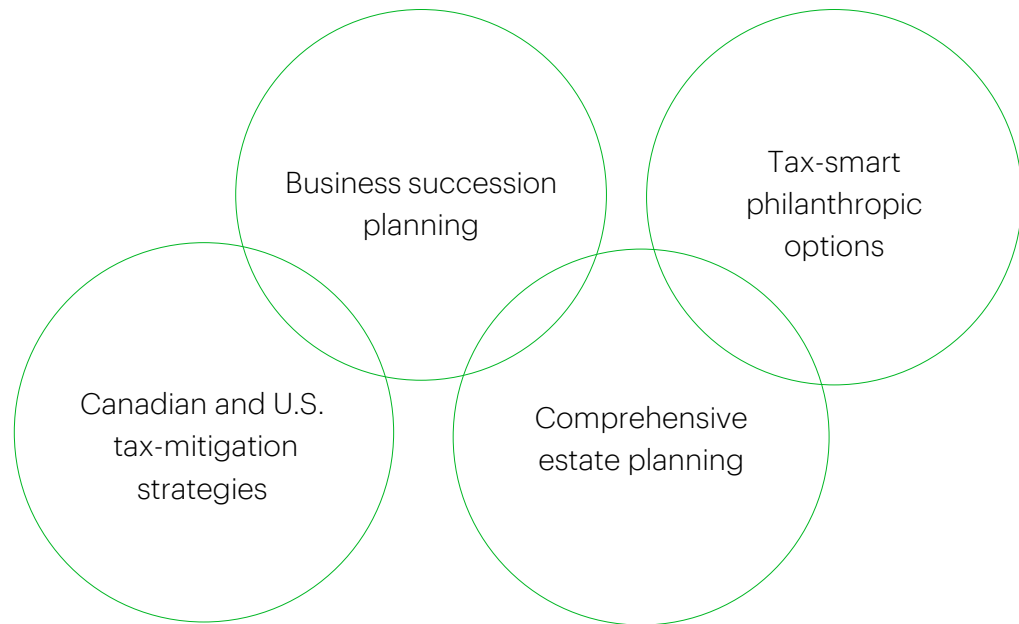 Business succession
planning
Tax-smart
philanthropic
options
Canadian and U.S.
tax-mitigation
strategies
Comprehensive
estate planning